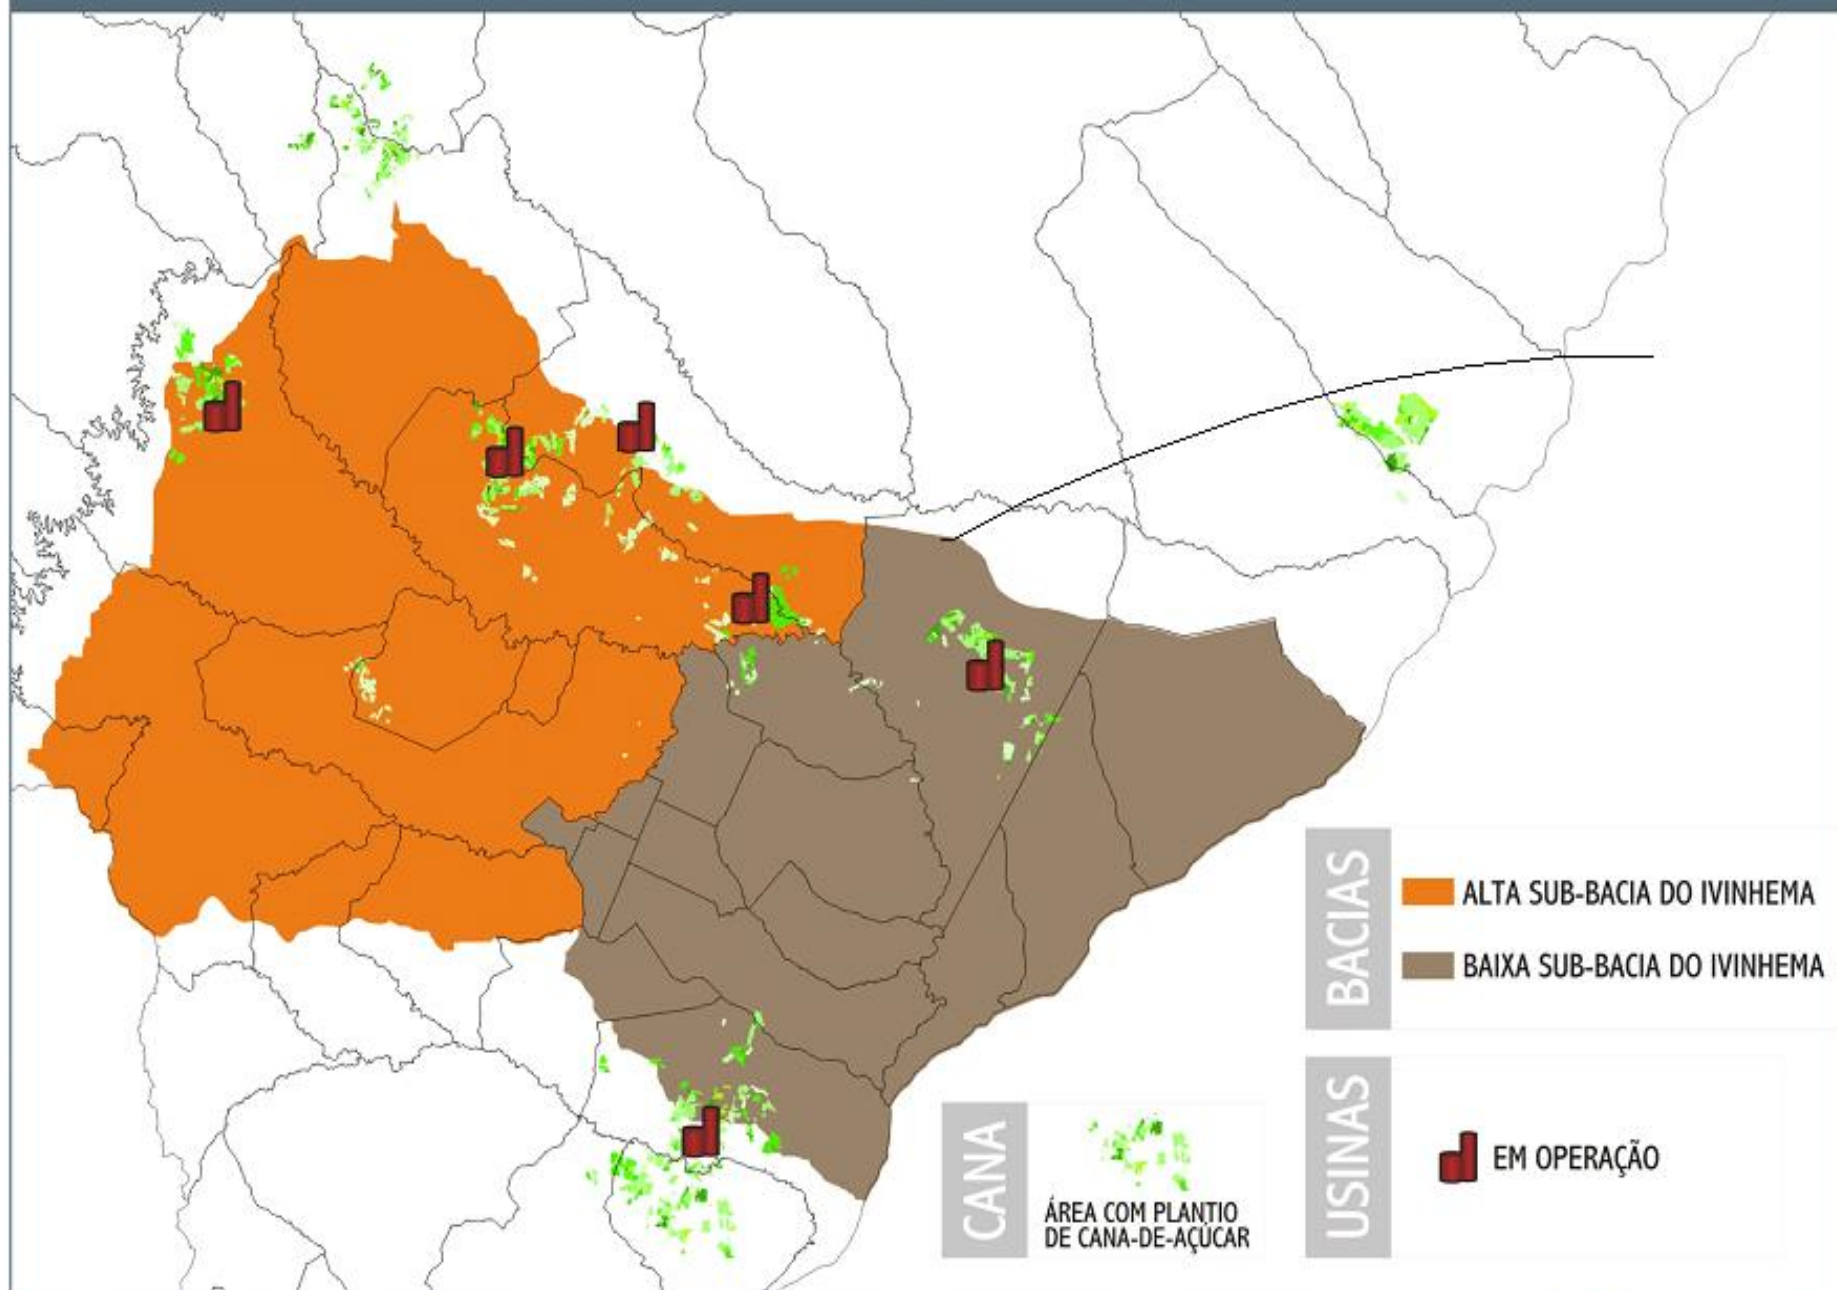 BACIAS
ALTA SUB-BACIA DO IVINHEMA
BAIXA SUB-BACIA DO IVINHEMA
CANA
ÁREA COM PLANTIO
DE CANA-DE-AÇÚCAR
USINAS
EM OPERAÇÃO